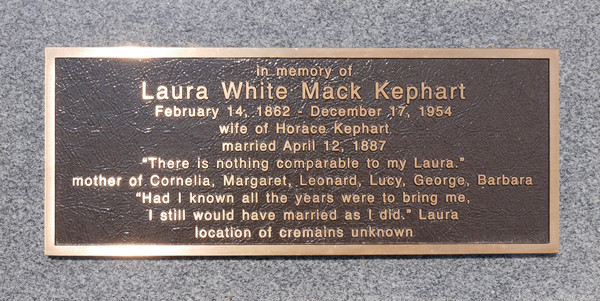 in memory of
Laura White Mack Kephart
February 14, 1862 - December 17, 1954
wife of Horace Kephart
married April 12, 1887
"There is nothing comparable to my Laura."
mother of Cornelia, Margaret, Leonard, Lucy, George, Barbara
"Had I known all the years were to bring me,
I still would have married as I did." Laura
location of cremains unknown